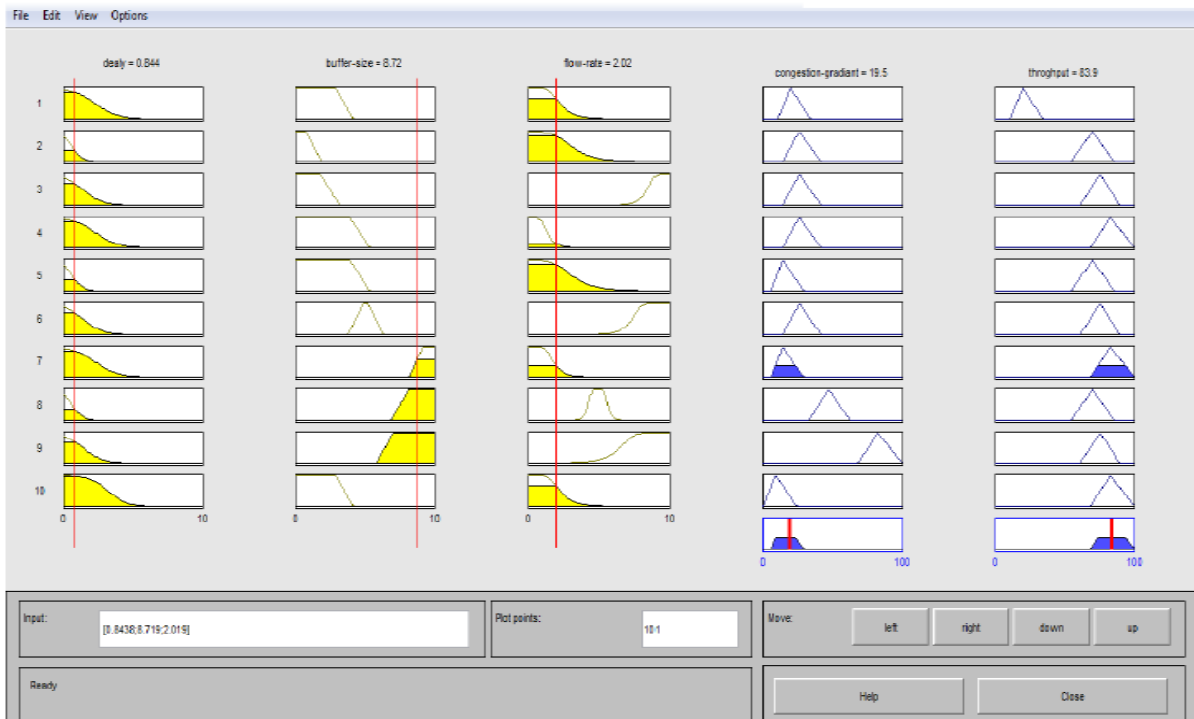 File Edit View Options
dealy = 0.844
buffer-size = 8.72
flow-rate = 2.02
congestion-gradiant = 19.5
throghput = 83.9
1
2
3
4
5
6
7
8
9
10
0 10
0 10
0 10
0 100
0 100
Input: [0.8438;8.719;2.019]
Plot points: 101
Move: left right down up
Ready
Help Close